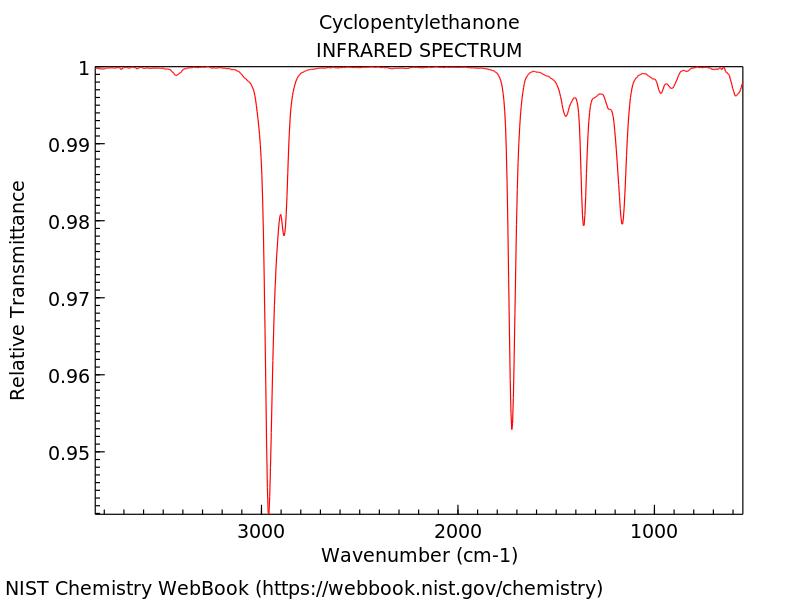 Cyclopentylethanone
INFRARED SPECTRUM
1
0.99
0.98
0.97
0.96
0.95
Relative Transmittance
3000
2000
1000
Wavenumber (cm-1)
NIST Chemistry WebBook (https://webbook.nist.gov/chemistry)